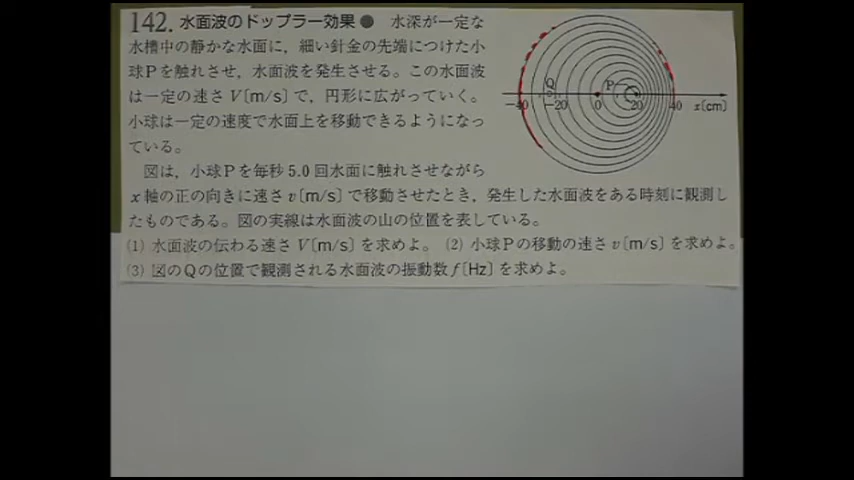 142. 水面波のドップラー効果● 水深が一定な
水槽中の静かな水面に，細い針金の先端につけた小
球Pを触れさせ，水面波を発生させる。この水面波
は一定の速さV〔m/s〕で，円形に広がっていく。
小球は一定の速度で水面上を移動できるようになっ
ている。
図は，小球Pを毎秒5.0回水面に触れさせながら
x軸の正の向きに速さv〔m/s〕で移動させたとき，発生した水面波をある時刻に観測し
たものである。図の実線は水面波の山の位置を表している。
(1) 水面波の伝わる速さV〔m/s〕を求めよ。 (2) 小球Pの移動の速さv〔m/s〕を求めよ。
(3) 図のQの位置で観測される水面波の振動数f〔Hz〕を求めよ。
Q P
-40 -20 0 20 40 x〔cm〕